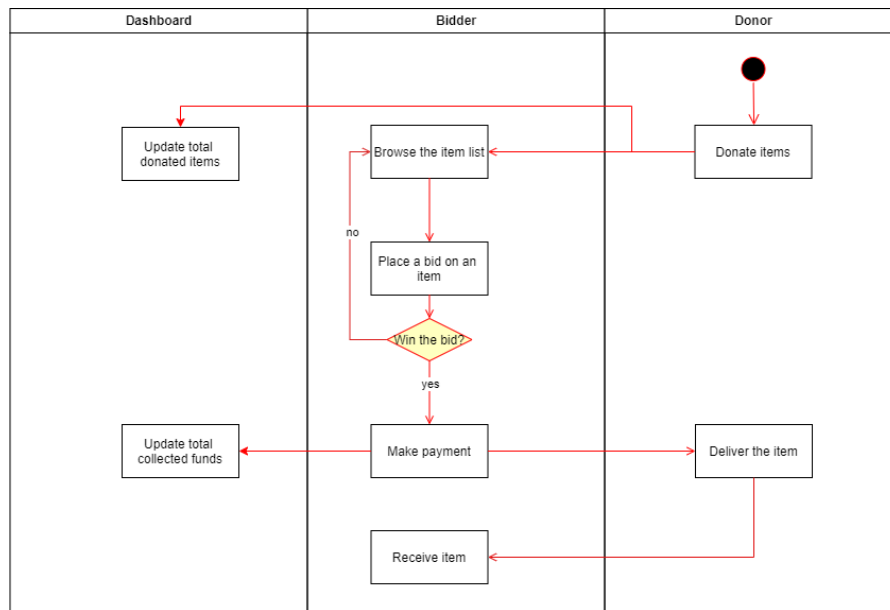 Dashboard
Bidder
Donor
Update total
donated items
Browse the item list
Donate items
no
Place a bid on an
item
Win the bid?
yes
Update total
collected funds
Make payment
Deliver the item
Receive item